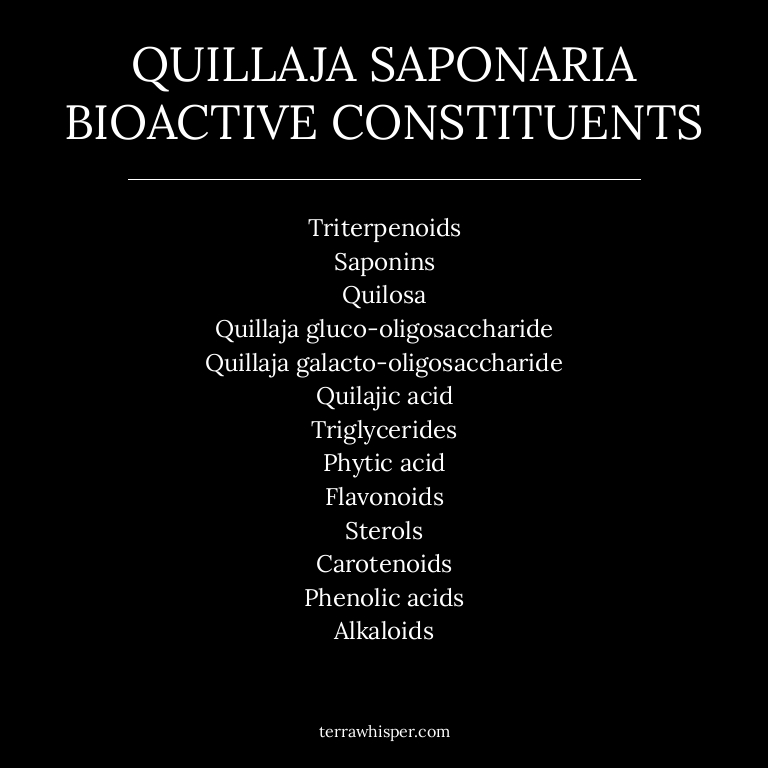 QUILLAJA SAPONARIA
BIOACTIVE CONSTITUENTS
Triterpenoids
Saponins
Quilosa
Quillaja gluco-oligosaccharide
Quillaja galacto-oligosaccharide
Quilajic acid
Triglycerides
Phytic acid
Flavonoids
Sterols
Carotenoids
Phenolic acids
Alkaloids
terrawhisper.com